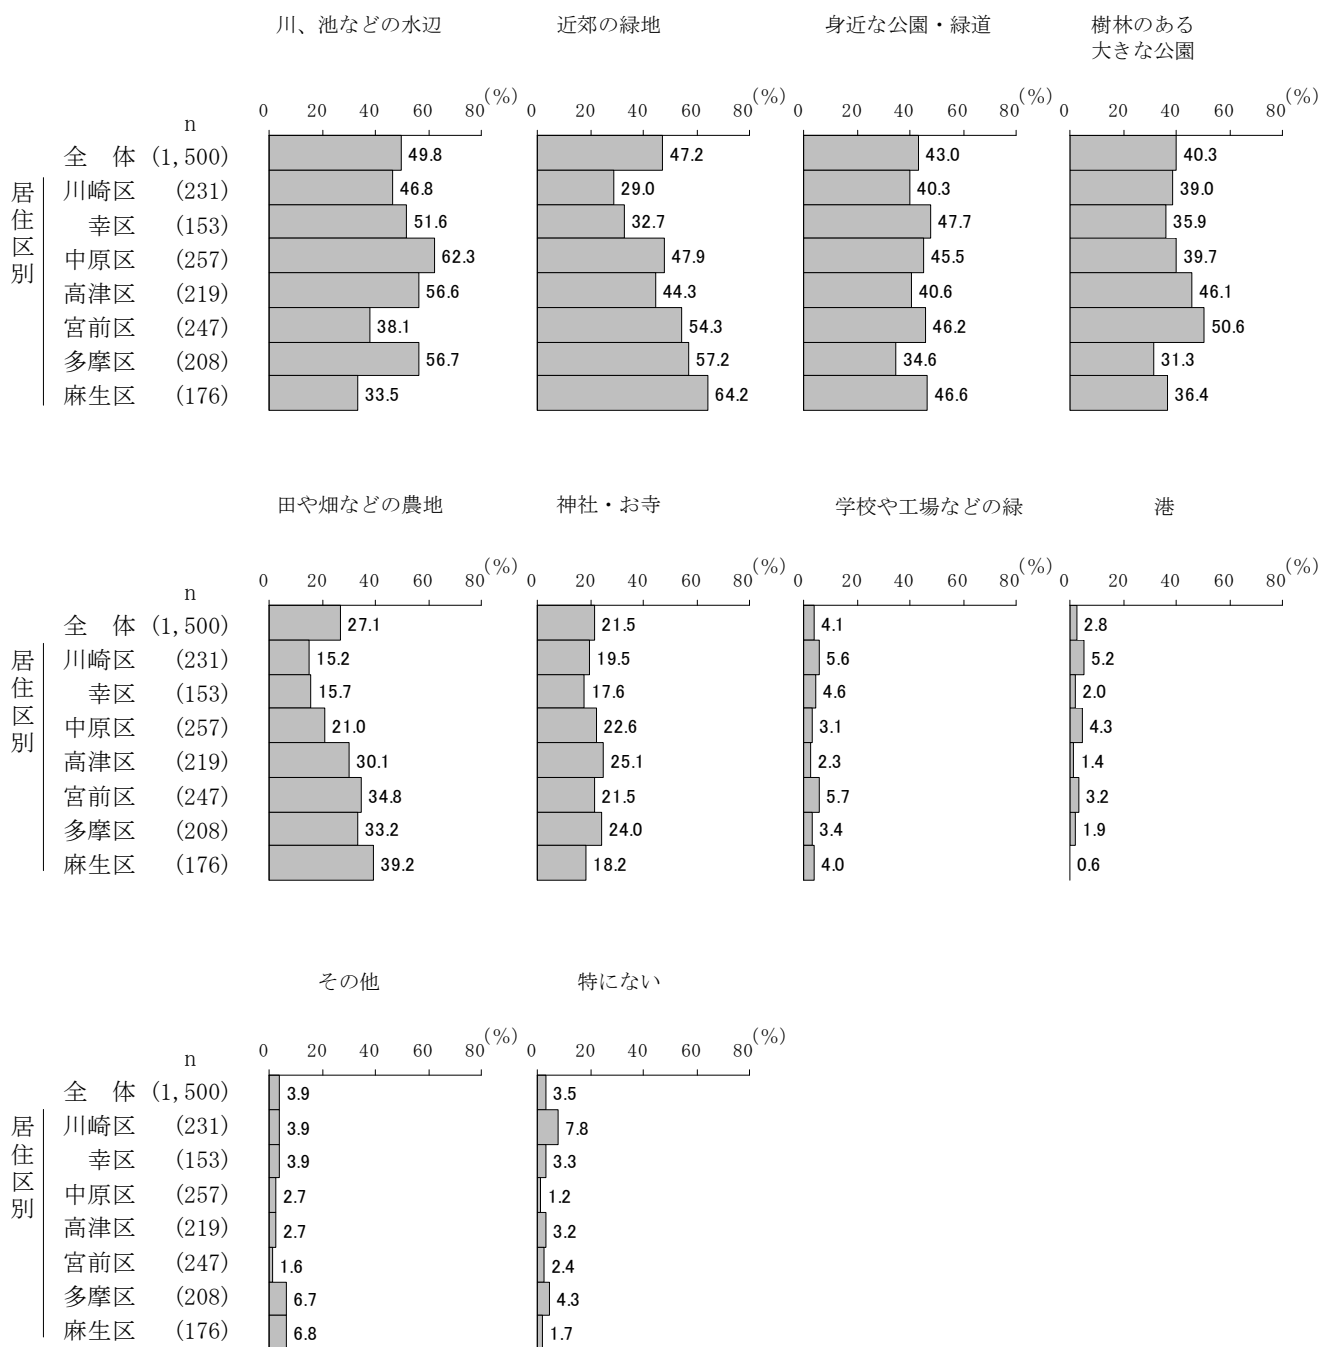 川、池などの水辺 近郊の緑地 身近な公園・緑道 樹林のある
大きな公園
0 20 40 60 80(%) 0 20 40 60 80(%) 0 20 40 60 80(%) 0 20 40 60 80(%)
n
全 体 (1,500) 49.8 47.2 43.0 40.3
居住区別
川崎区 (231) 46.8 29.0 40.3 39.0
幸区 (153) 51.6 32.7 47.7 35.9
中原区 (257) 62.3 47.9 45.5 39.7
高津区 (219) 56.6 44.3 40.6 46.1
宮前区 (247) 38.1 54.3 46.2 50.6
多摩区 (208) 56.7 57.2 34.6 31.3
麻生区 (176) 33.5 64.2 46.6 36.4
田や畑などの農地 神社・お寺 学校や工場などの緑 港
0 20 40 60 80(%) 0 20 40 60 80(%) 0 20 40 60 80(%) 0 20 40 60 80(%)
n
全 体 (1,500) 27.1 21.5 4.1 2.8
居住区別
川崎区 (231) 15.2 19.5 5.6 5.2
幸区 (153) 15.7 17.6 4.6 2.0
中原区 (257) 21.0 22.6 3.1 4.3
高津区 (219) 30.1 25.1 2.3 1.4
宮前区 (247) 34.8 21.5 5.7 3.2
多摩区 (208) 33.2 24.0 3.4 1.9
麻生区 (176) 39.2 18.2 4.0 0.6
その他 特にない
0 20 40 60 80(%) 0 20 40 60 80(%)
n
全 体 (1,500) 3.9 3.5
居住区別
川崎区 (231) 3.9 7.8
幸区 (153) 3.9 3.3
中原区 (257) 2.7 1.2
高津区 (219) 2.7 3.2
宮前区 (247) 1.6 2.4
多摩区 (208) 6.7 4.3
麻生区 (176) 6.8 1.7